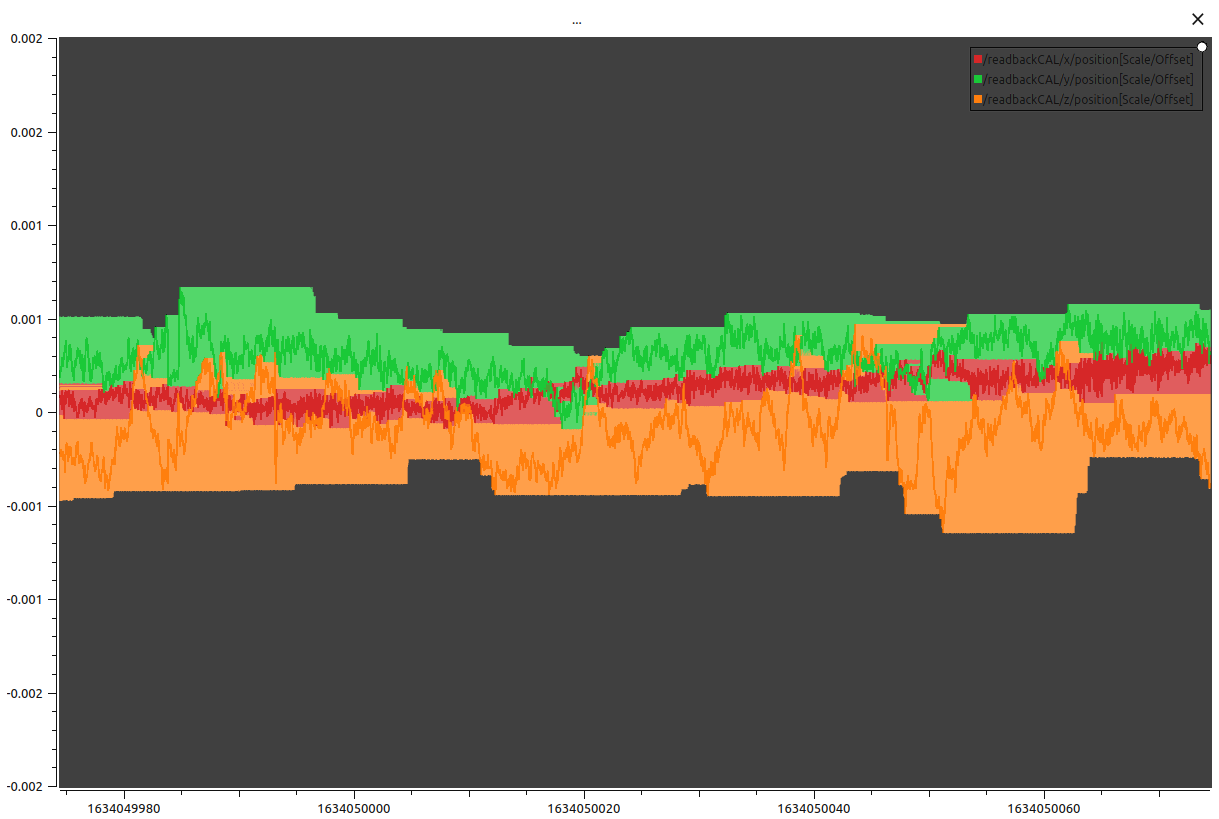 ...
0.002
0.002
0.001
0.001
0
-0.001
-0.001
-0.002
-0.002
/readbackCAL/x/position[Scale/Offset]
/readbackCAL/y/position[Scale/Offset]
/readbackCAL/z/position[Scale/Offset]
1634049980 1634050000 1634050020 1634050040 1634050060